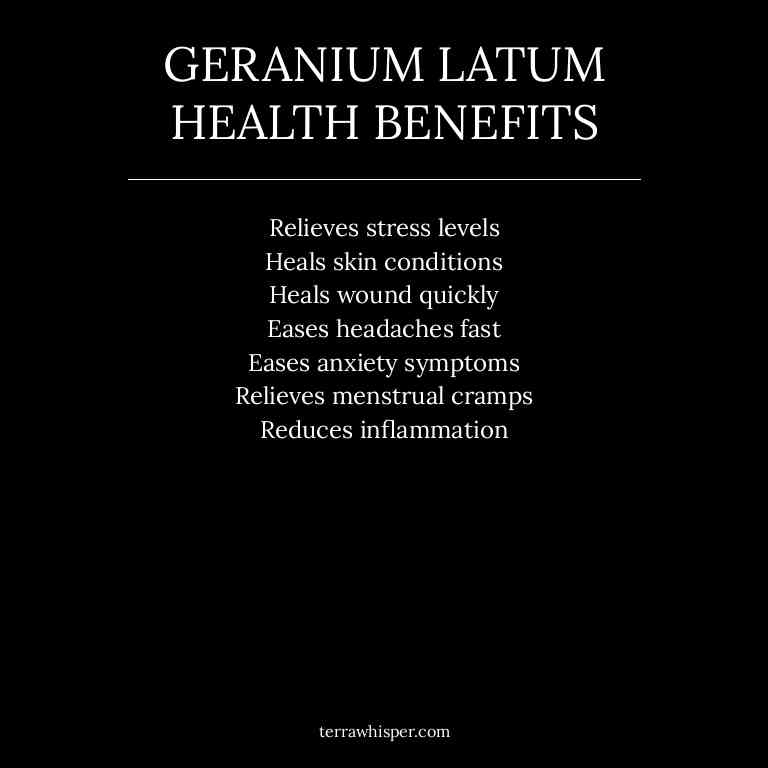 GERANIUM LATUM
HEALTH BENEFITS
Relieves stress levels
Heals skin conditions
Heals wound quickly
Eases headaches fast
Eases anxiety symptoms
Relieves menstrual cramps
Reduces inflammation
terrawhisper.com